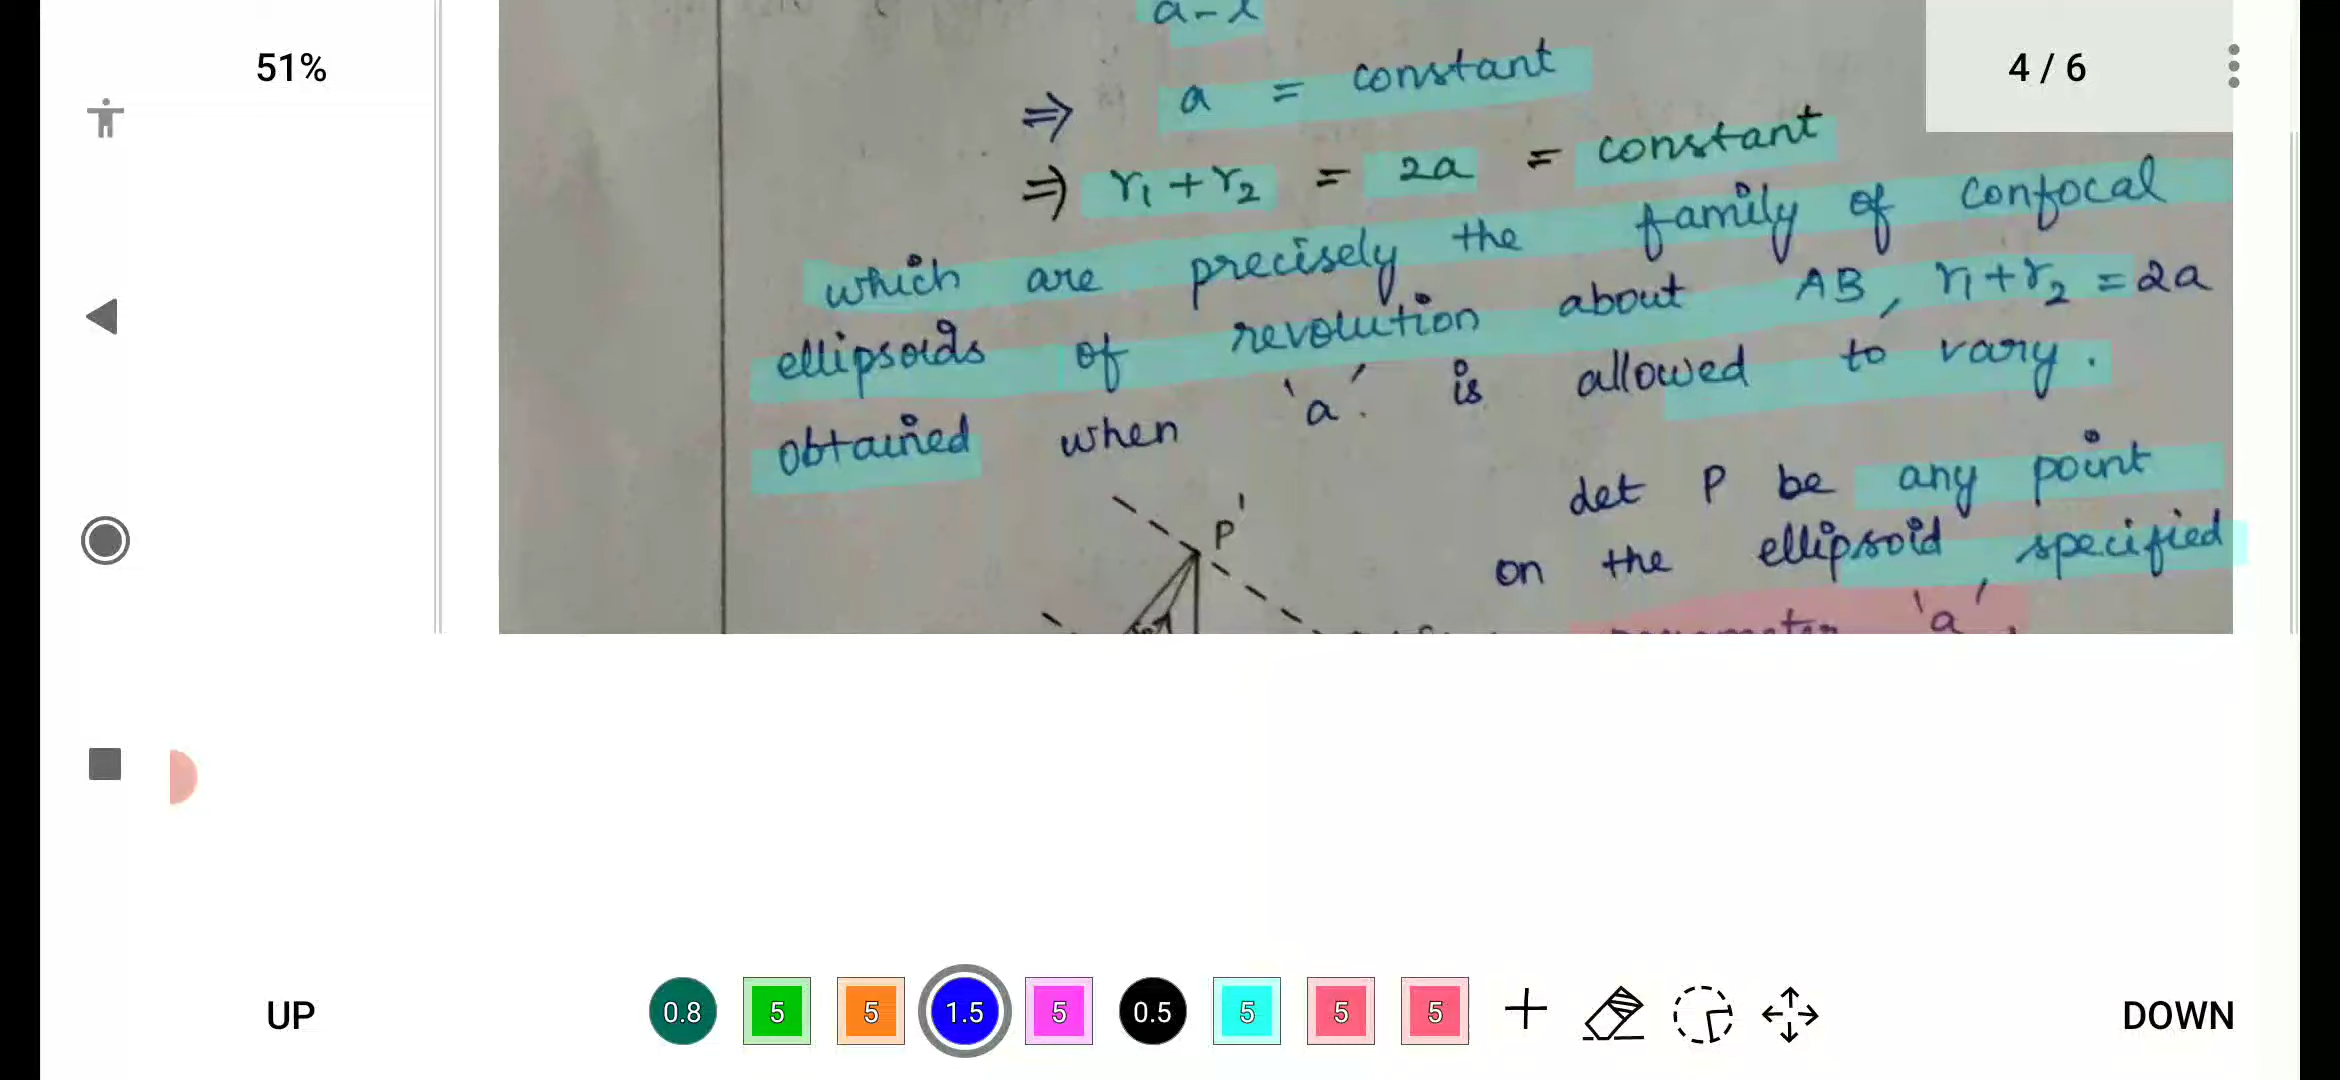 51%
4 / 6
a - l
⇒ a = constant
⇒ r₁ + r₂ = 2a = constant
which are precisely the family of confocal
ellipsoids of revolution about AB, r₁ + r₂ = 2a
obtained when 'a' is allowed to vary.
det P be any point
on the ellipsoid specified
parameter 'a',
P'
UP
0.8 5 5 1.5 5 0.5 5 5 5
DOWN